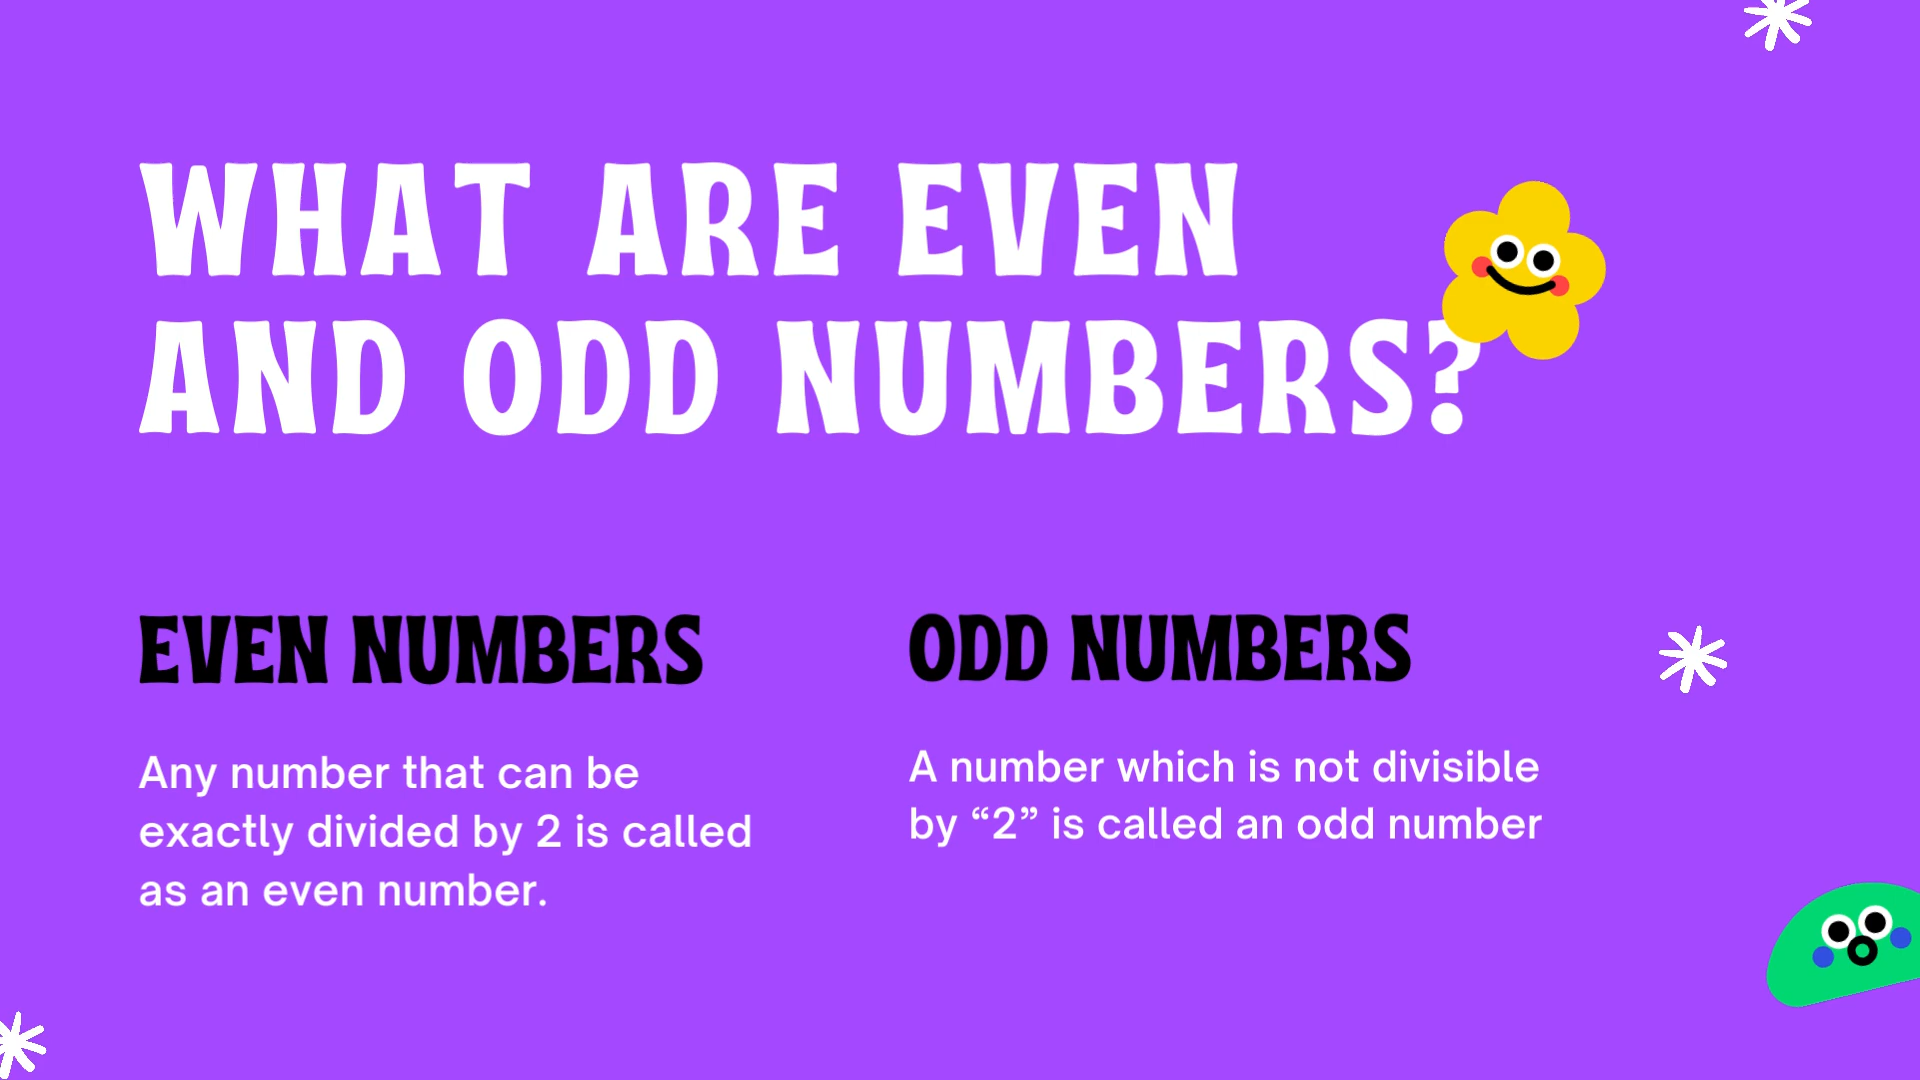 WHAT ARE EVEN
AND ODD NUMBERS?
EVEN NUMBERS
Any number that can be
exactly divided by 2 is called
as an even number.
ODD NUMBERS
A number which is not divisible
by “2” is called an odd number